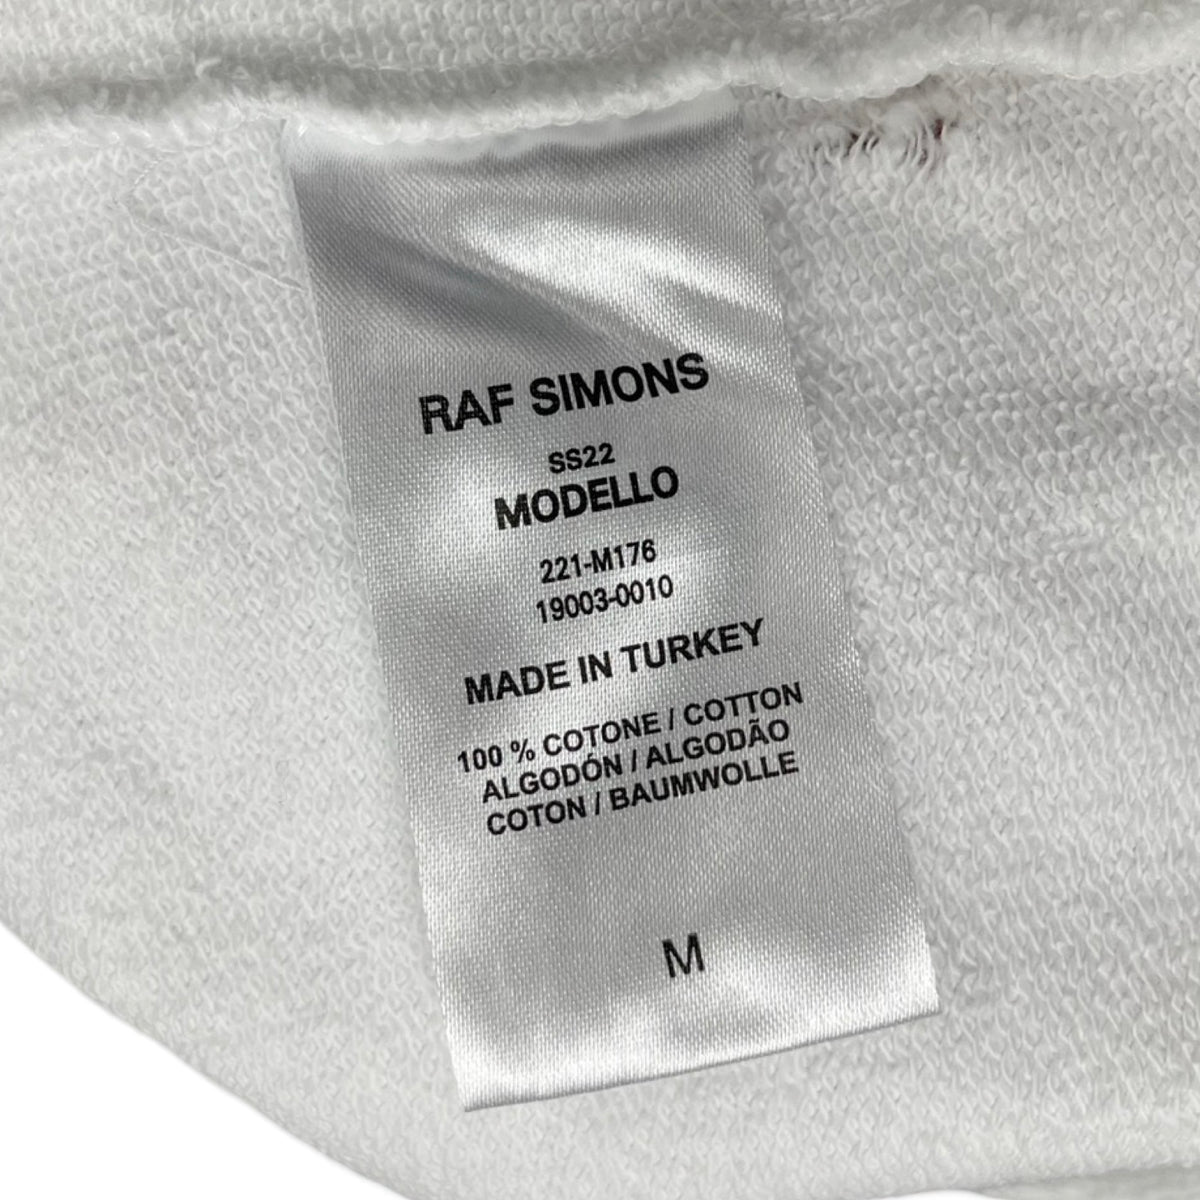 RAF SIMONS
SS22
MODELLO
221-M176
19003-0010
MADE IN TURKEY
100 % COTONE / COTTON
ALGODÓN / ALGODÃO
COTON / BAUMWOLLE
M